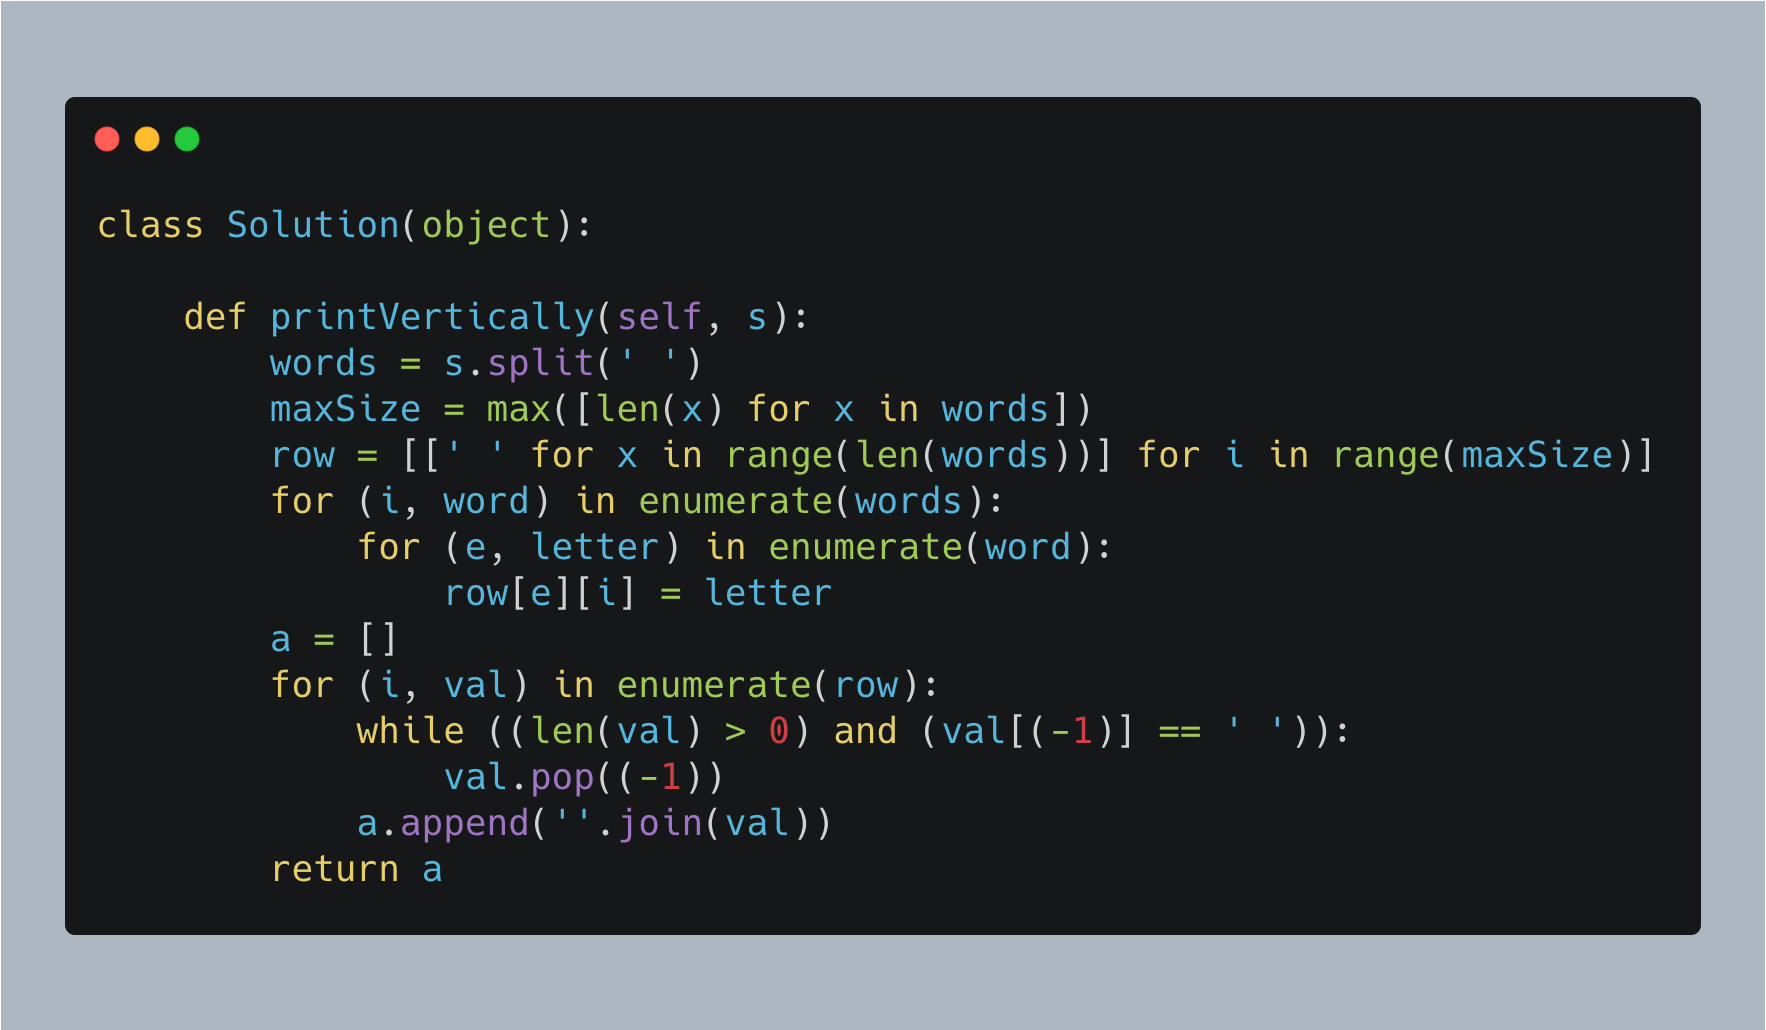 class Solution(object):

    def printVertically(self, s):
        words = s.split(' ')
        maxSize = max([len(x) for x in words])
        row = [[' ' for x in range(len(words))] for i in range(maxSize)]
        for (i, word) in enumerate(words):
            for (e, letter) in enumerate(word):
                row[e][i] = letter
        a = []
        for (i, val) in enumerate(row):
            while ((len(val) > 0) and (val[(-1)] == ' ')):
                val.pop((-1))
            a.append(''.join(val))
        return a